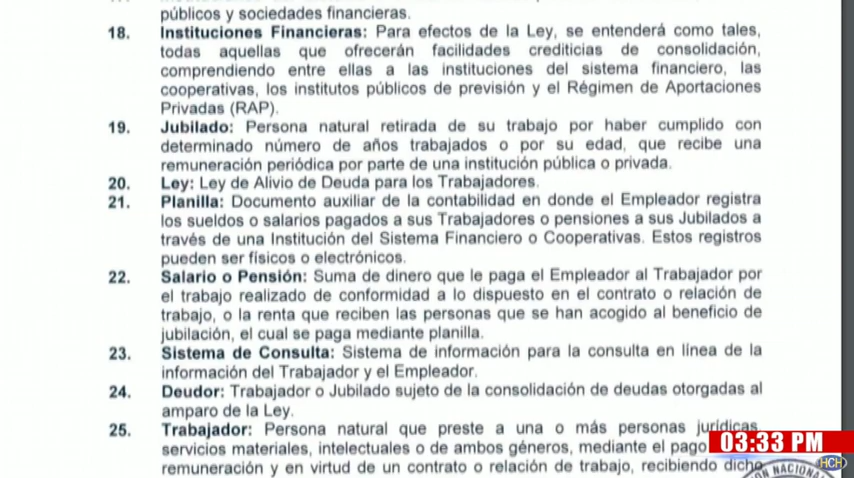 públicos y sociedades financieras.
18. Instituciones Financieras: Para efectos de la Ley, se entenderá como tales,
todas aquellas que ofrecerán facilidades crediticias de consolidación,
comprendiendo entre ellas a las instituciones del sistema financiero, las
cooperativas, los institutos públicos de previsión y el Régimen de Aportaciones
Privadas (RAP).
19. Jubilado: Persona natural retirada de su trabajo por haber cumplido con
determinado número de años trabajados o por su edad, que recibe una
remuneración periódica por parte de una institución pública o privada.
20. Ley: Ley de Alivio de Deuda para los Trabajadores.
21. Planilla: Documento auxiliar de la contabilidad en donde el Empleador registra
los sueldos o salarios pagados a sus Trabajadores o pensiones a sus Jubilados a
través de una Institución del Sistema Financiero o Cooperativas. Estos registros
pueden ser físicos o electrónicos.
22. Salario o Pensión: Suma de dinero que le paga el Empleador al Trabajador por
el trabajo realizado de conformidad a lo dispuesto en el contrato o relación de
trabajo, o la renta que reciben las personas que se han acogido al beneficio de
jubilación, el cual se paga mediante planilla.
23. Sistema de Consulta: Sistema de información para la consulta en línea de la
información del Trabajador y el Empleador.
24. Deudor: Trabajador o Jubilado sujeto de la consolidación de deudas otorgadas al
amparo de la Ley.
25. Trabajador: Persona natural que preste a una o más personas jurídicas,
servicios materiales, intelectuales o de ambos géneros, mediante el pago
remuneración y en virtud de un contrato o relación de trabajo, recibiendo dicho
03:33 PM
NACIONAL
HCH